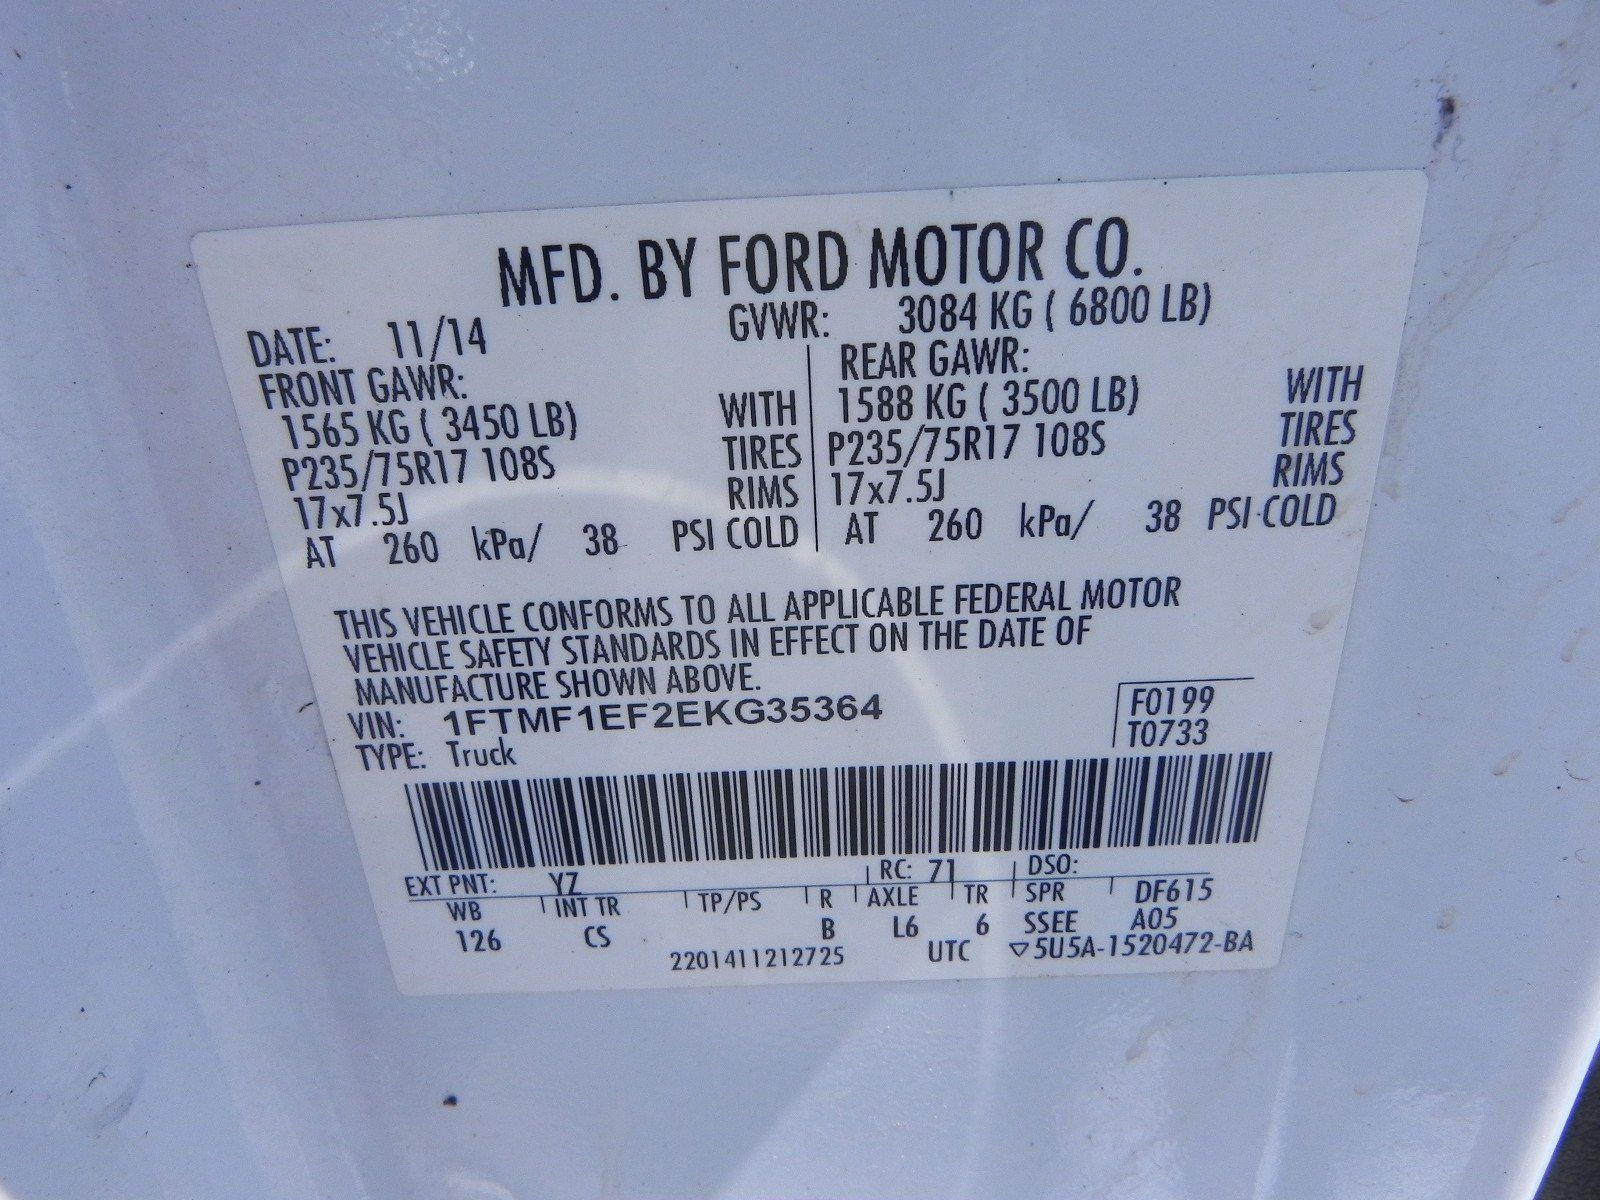 MFD. BY FORD MOTOR CO.
DATE: 11/14 GVWR: 3084 KG ( 6800 LB)
FRONT GAWR: REAR GAWR:
1565 KG ( 3450 LB) WITH 1588 KG ( 3500 LB) WITH
P235/75R17 108S TIRES P235/75R17 108S TIRES
17x7.5J RIMS 17x7.5J RIMS
AT 260 kPa/ 38 PSI COLD AT 260 kPa/ 38 PSI COLD
THIS VEHICLE CONFORMS TO ALL APPLICABLE FEDERAL MOTOR
VEHICLE SAFETY STANDARDS IN EFFECT ON THE DATE OF
MANUFACTURE SHOWN ABOVE.
VIN: 1FTMF1EF2EKG35364 F0199
TYPE: Truck T0733
EXT PNT: YZ RC: 71 DSO:
WB INT TR TP/PS R AXLE TR SPR DF615
126 CS B L6 6 SSEE A05
2201411212725 UTC ▽5U5A-1520472-BA